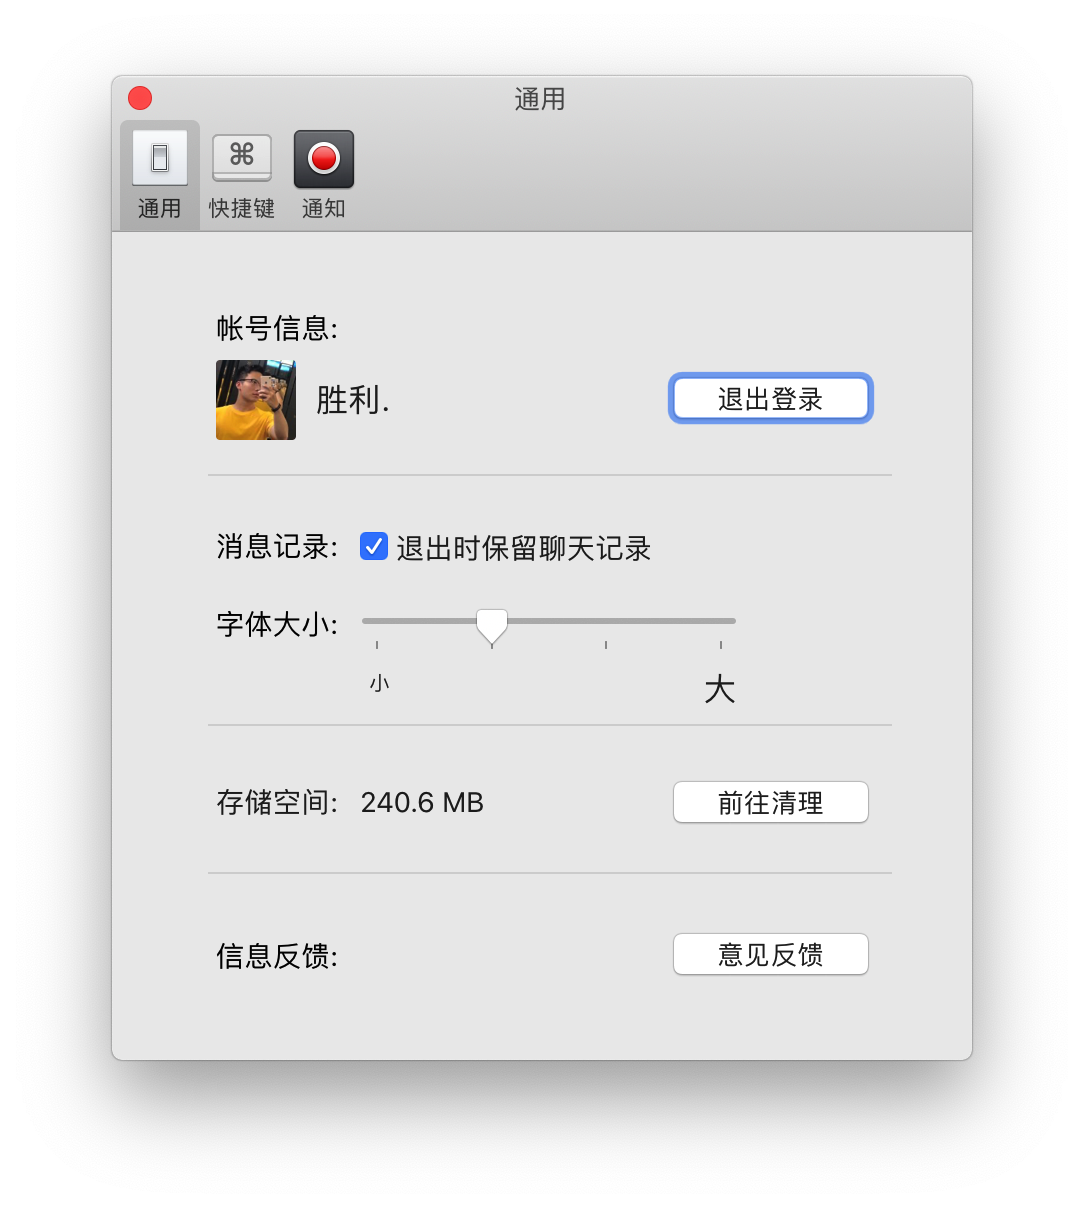 通用
⌘
通用 快捷键 通知
帐号信息:
胜利. 退出登录
消息记录: 退出时保留聊天记录
字体大小:
小 大
存储空间: 240.6 MB 前往清理
信息反馈: 意见反馈